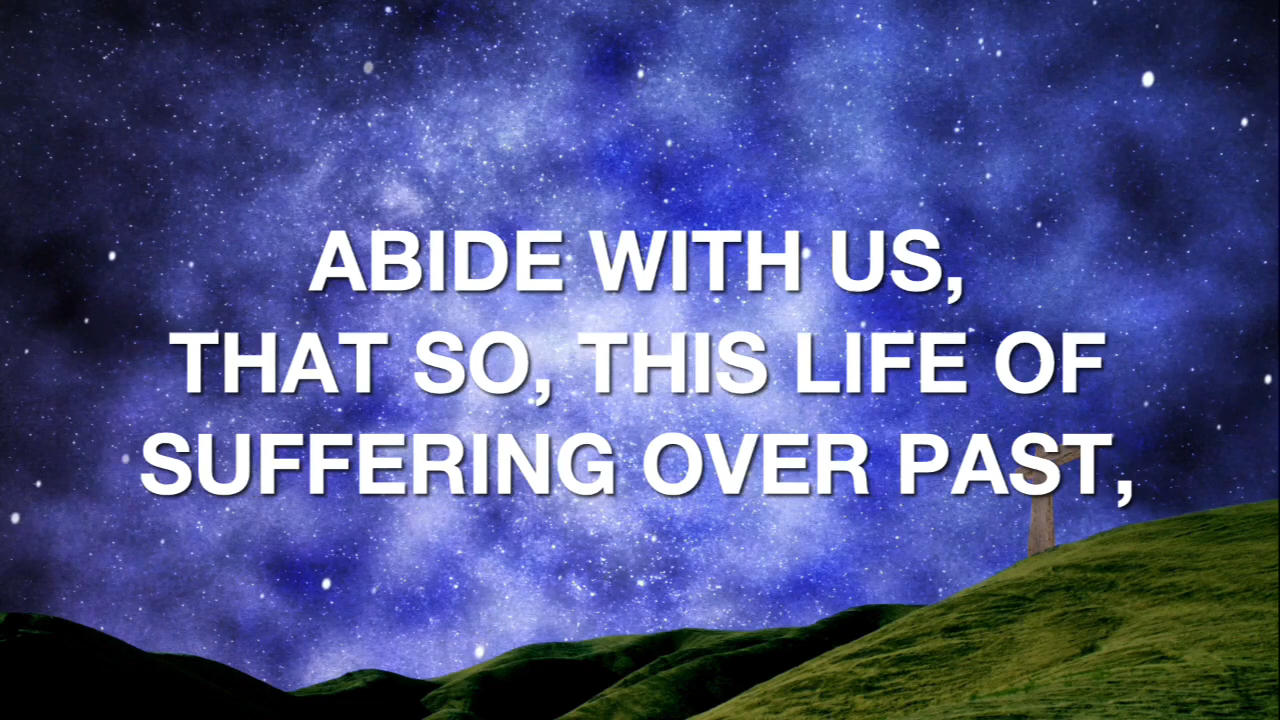 ABIDE WITH US,
THAT SO, THIS LIFE OF
SUFFERING OVER PAST,